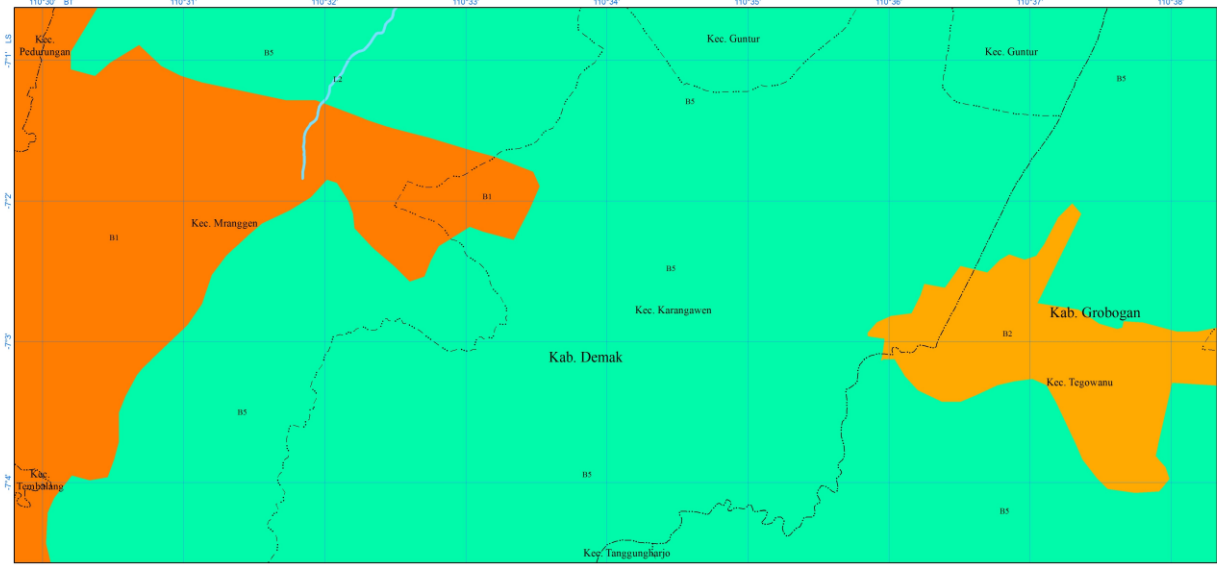 110°30' BT
110°31'
110°32'
110°33'
110°34'
110°35'
110°36'
110°37'
110°38'
LS
-7°1'
-7°2'
-7°3'
-7°4'
Kec.
Pedurungan
B5
L2
Kec. Guntur
Kec. Guntur
B5
B5
B1
Kec. Mranggen
B1
B5
Kec. Karangawen
Kab. Grobogan
B2
Kab. Demak
Kec. Tegowanu
B5
Kec.
Tembalang
B5
B5
Kec. Tanggungharjo